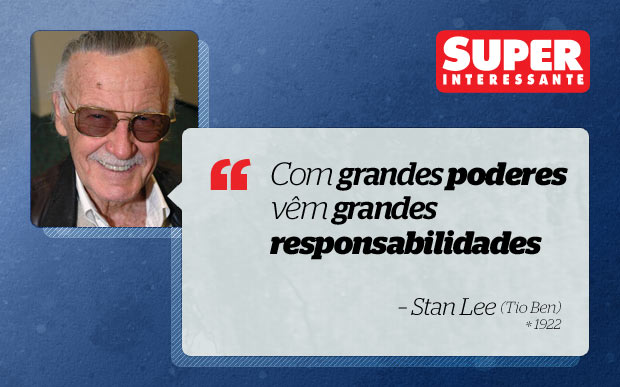 SUPER
INTERESSANTE
“
Com grandes poderes
vêm grandes
responsabilidades
– Stan Lee (Tio Ben)
* 1922